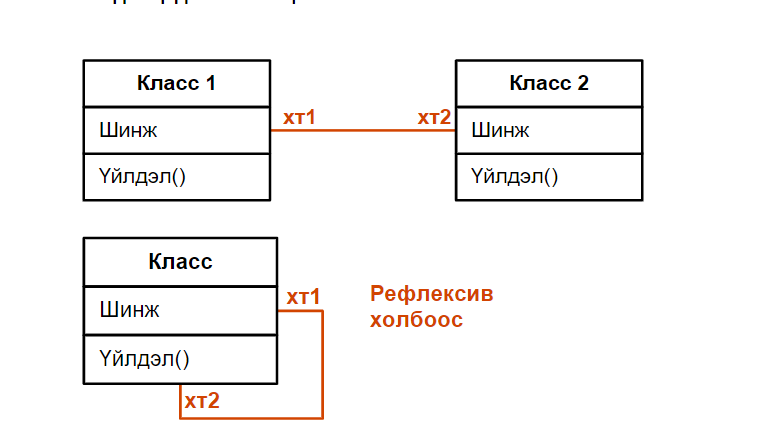 Класс 1
Класс 2
хт1
хт2
Шинж
Шинж
Үйлдэл()
Үйлдэл()
Класс
Шинж
хт1
Рефлексив
холбоос
Үйлдэл()
хт2